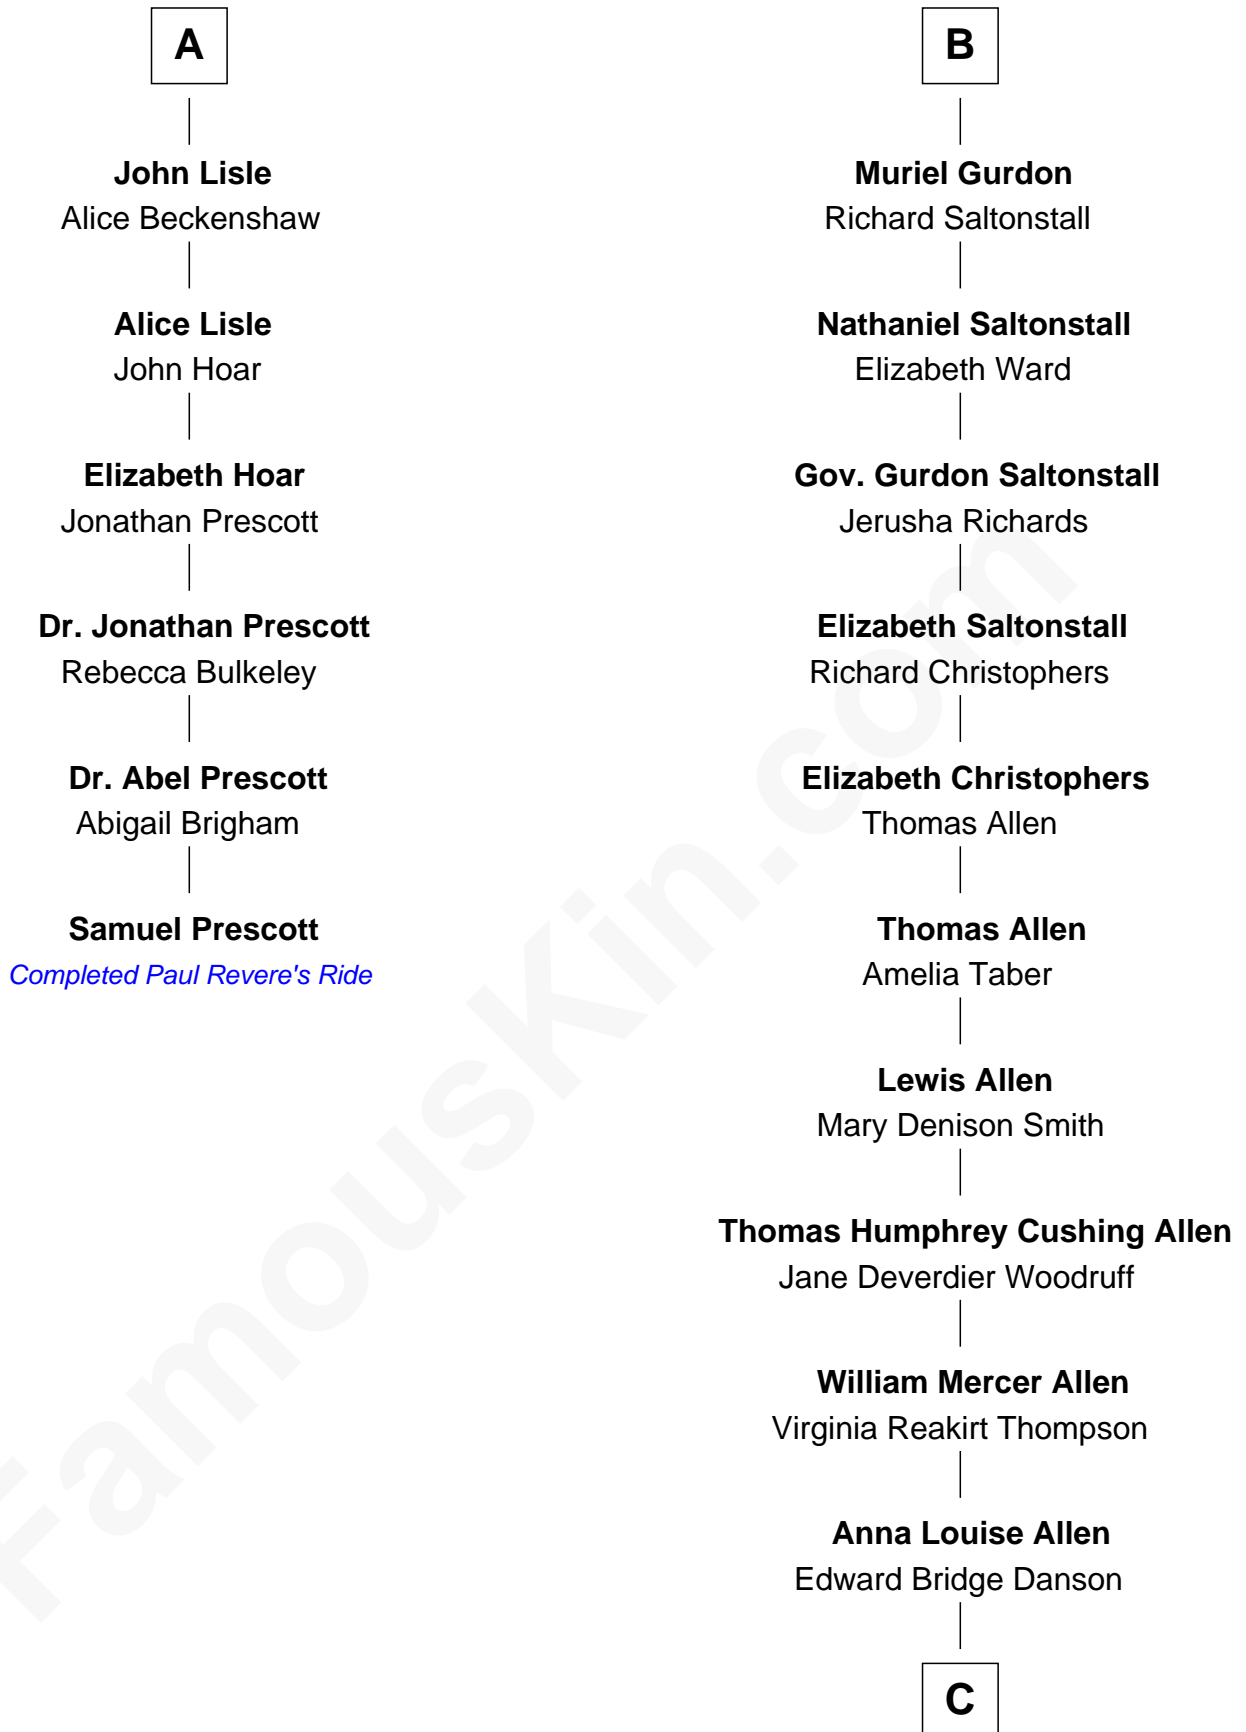 A
John Lisle
Alice Beckenshaw
Alice Lisle
John Hoar
Elizabeth Hoar
Jonathan Prescott
Dr. Jonathan Prescott
Rebecca Bulkeley
Dr. Abel Prescott
Abigail Brigham
Samuel Prescott
Completed Paul Revere's Ride
B
Muriel Gurdon
Richard Saltonstall
Nathaniel Saltonstall
Elizabeth Ward
Gov. Gurdon Saltonstall
Jerusha Richards
Elizabeth Saltonstall
Richard Christophers
Elizabeth Christophers
Thomas Allen
Thomas Allen
Amelia Taber
Lewis Allen
Mary Denison Smith
Thomas Humphrey Cushing Allen
Jane Deverdier Woodruff
William Mercer Allen
Virginia Reakirt Thompson
Anna Louise Allen
Edward Bridge Danson
C
FamousKin.com